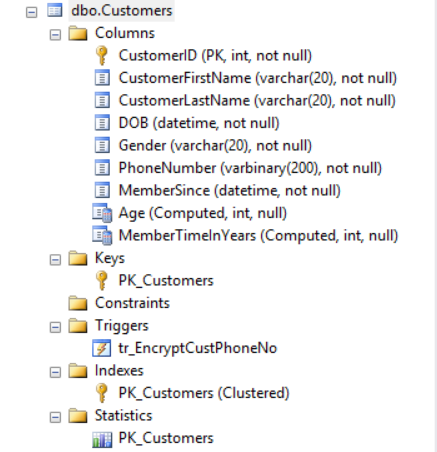 dbo.Customers
Columns
CustomerID (PK, int, not null)
CustomerFirstName (varchar(20), not null)
CustomerLastName (varchar(20), not null)
DOB (datetime, not null)
Gender (varchar(20), not null)
PhoneNumber (varbinary(200), not null)
MemberSince (datetime, not null)
Age (Computed, int, null)
MemberTimeInYears (Computed, int, null)
Keys
PK_Customers
Constraints
Triggers
tr_EncryptCustPhoneNo
Indexes
PK_Customers (Clustered)
Statistics
PK_Customers